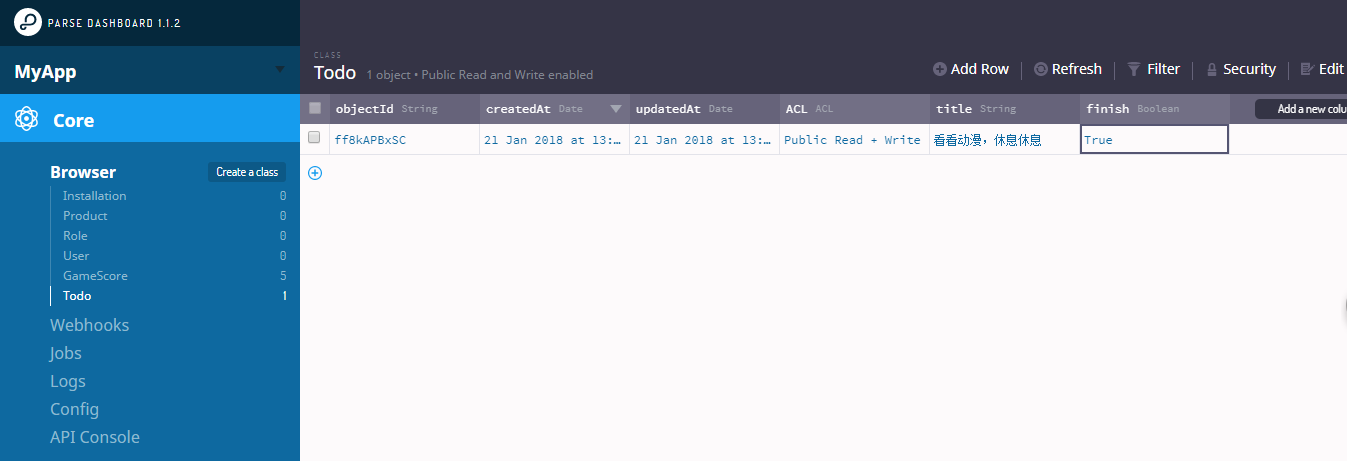 PARSE DASHBOARD 1.1.2
MyApp
Core
Browser
Create a class
Installation 0
Product 0
Role 0
User 0
GameScore 5
Todo 1
Webhooks
Jobs
Logs
Config
API Console
CLASS
Todo 1 object • Public Read and Write enabled
Add Row Refresh Filter Security Edit
objectId String createdAt Date updatedAt Date ACL ACL title String finish Boolean Add a new colu
ff8kAPBxSC 21 Jan 2018 at 13:... 21 Jan 2018 at 13:... Public Read + Write 看看动漫，休息休息 True